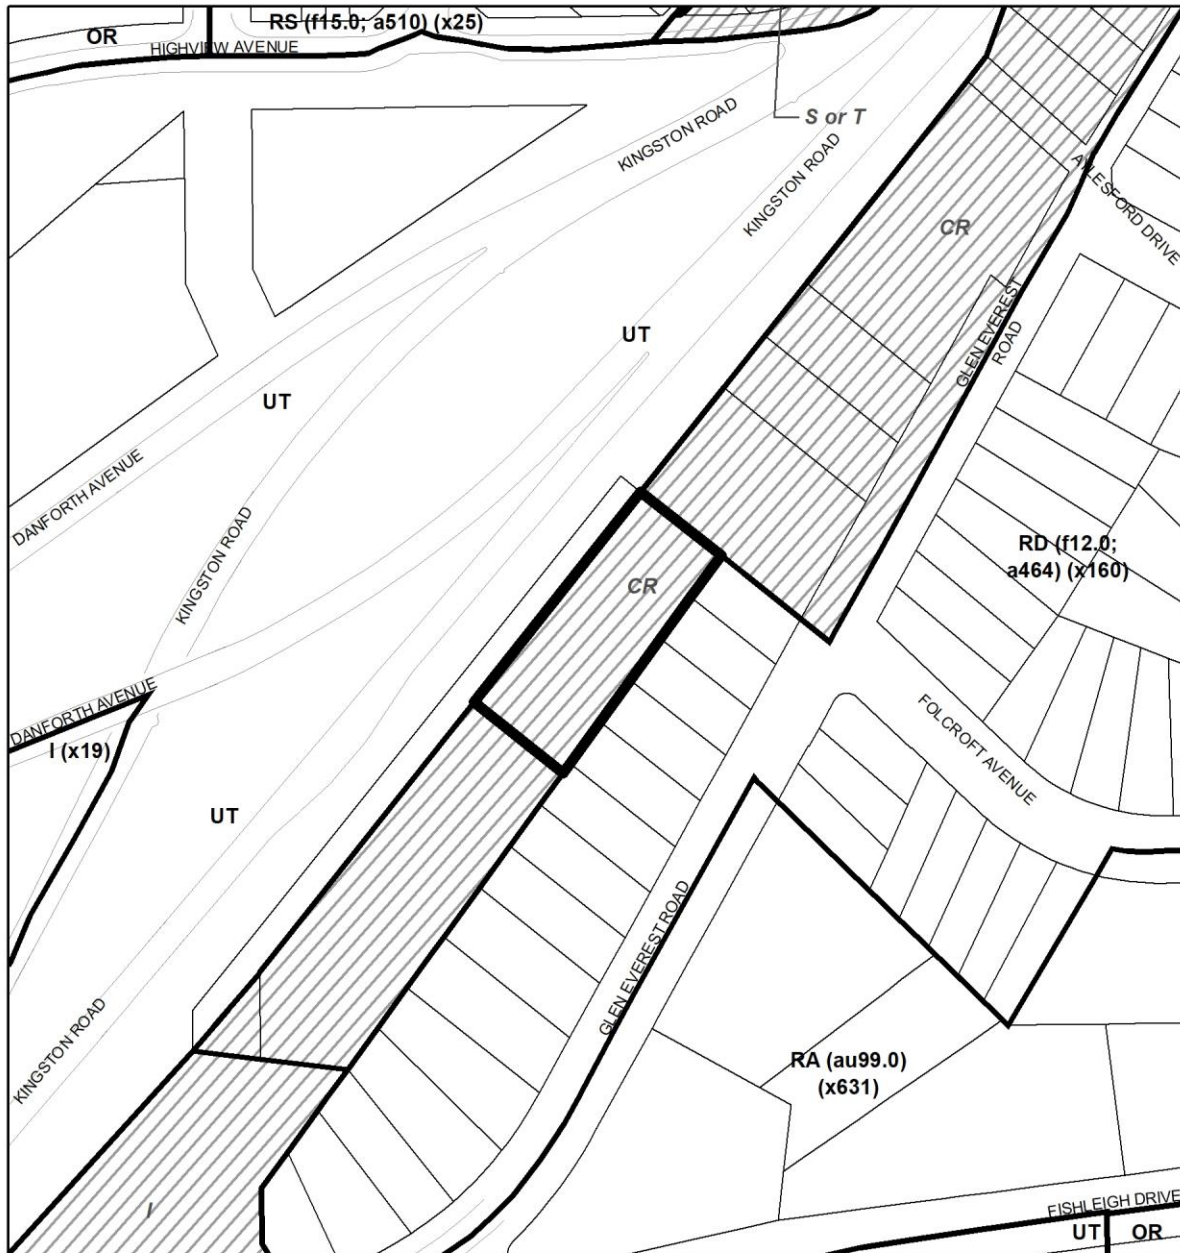 RS (f15.0; a510) (x25)
OR
HIGHVIEW AVENUE
KINGSTON ROAD
S or T
KINGSTON ROAD
AYLESFORD DRIVE
CR
GLEN EVEREST
ROAD
UT
UT
DANFORTH AVENUE
KINGSTON ROAD
RD (f12.0;
a464) (x160)
CR
DANFORTH AVENUE
I (x19)
FOLCROFT AVENUE
UT
GLEN EVEREST ROAD
KINGSTON ROAD
RA (au99.0)
(x631)
I
FISHLEIGH DRIVE
UT
OR